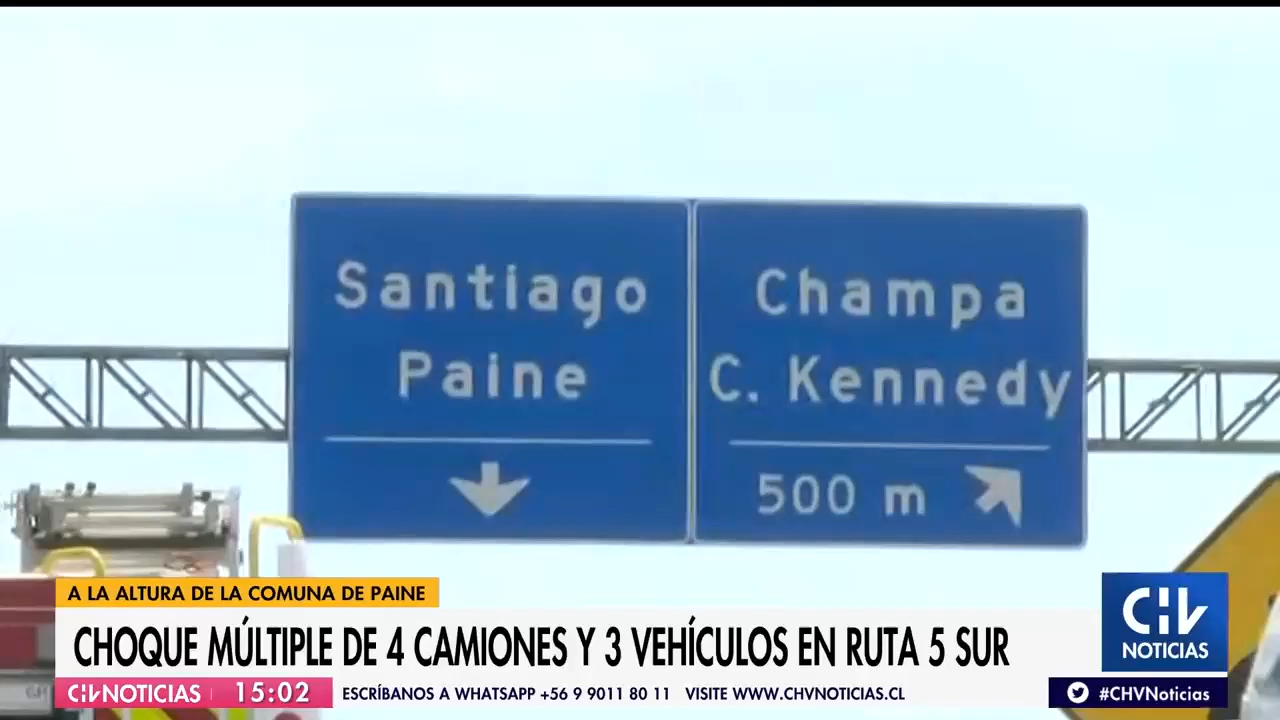 Santiago
Paine
Champa
C. Kennedy
500 m
A LA ALTURA DE LA COMUNA DE PAINE
CHOQUE MÚLTIPLE DE 4 CAMIONES Y 3 VEHÍCULOS EN RUTA 5 SUR
CHV NOTICIAS
CHVNOTICIAS 15:02 ESCRÍBANOS A WHATSAPP +56 9 9011 80 11 VISITE WWW.CHVNOTICIAS.CL
#CHVNoticias